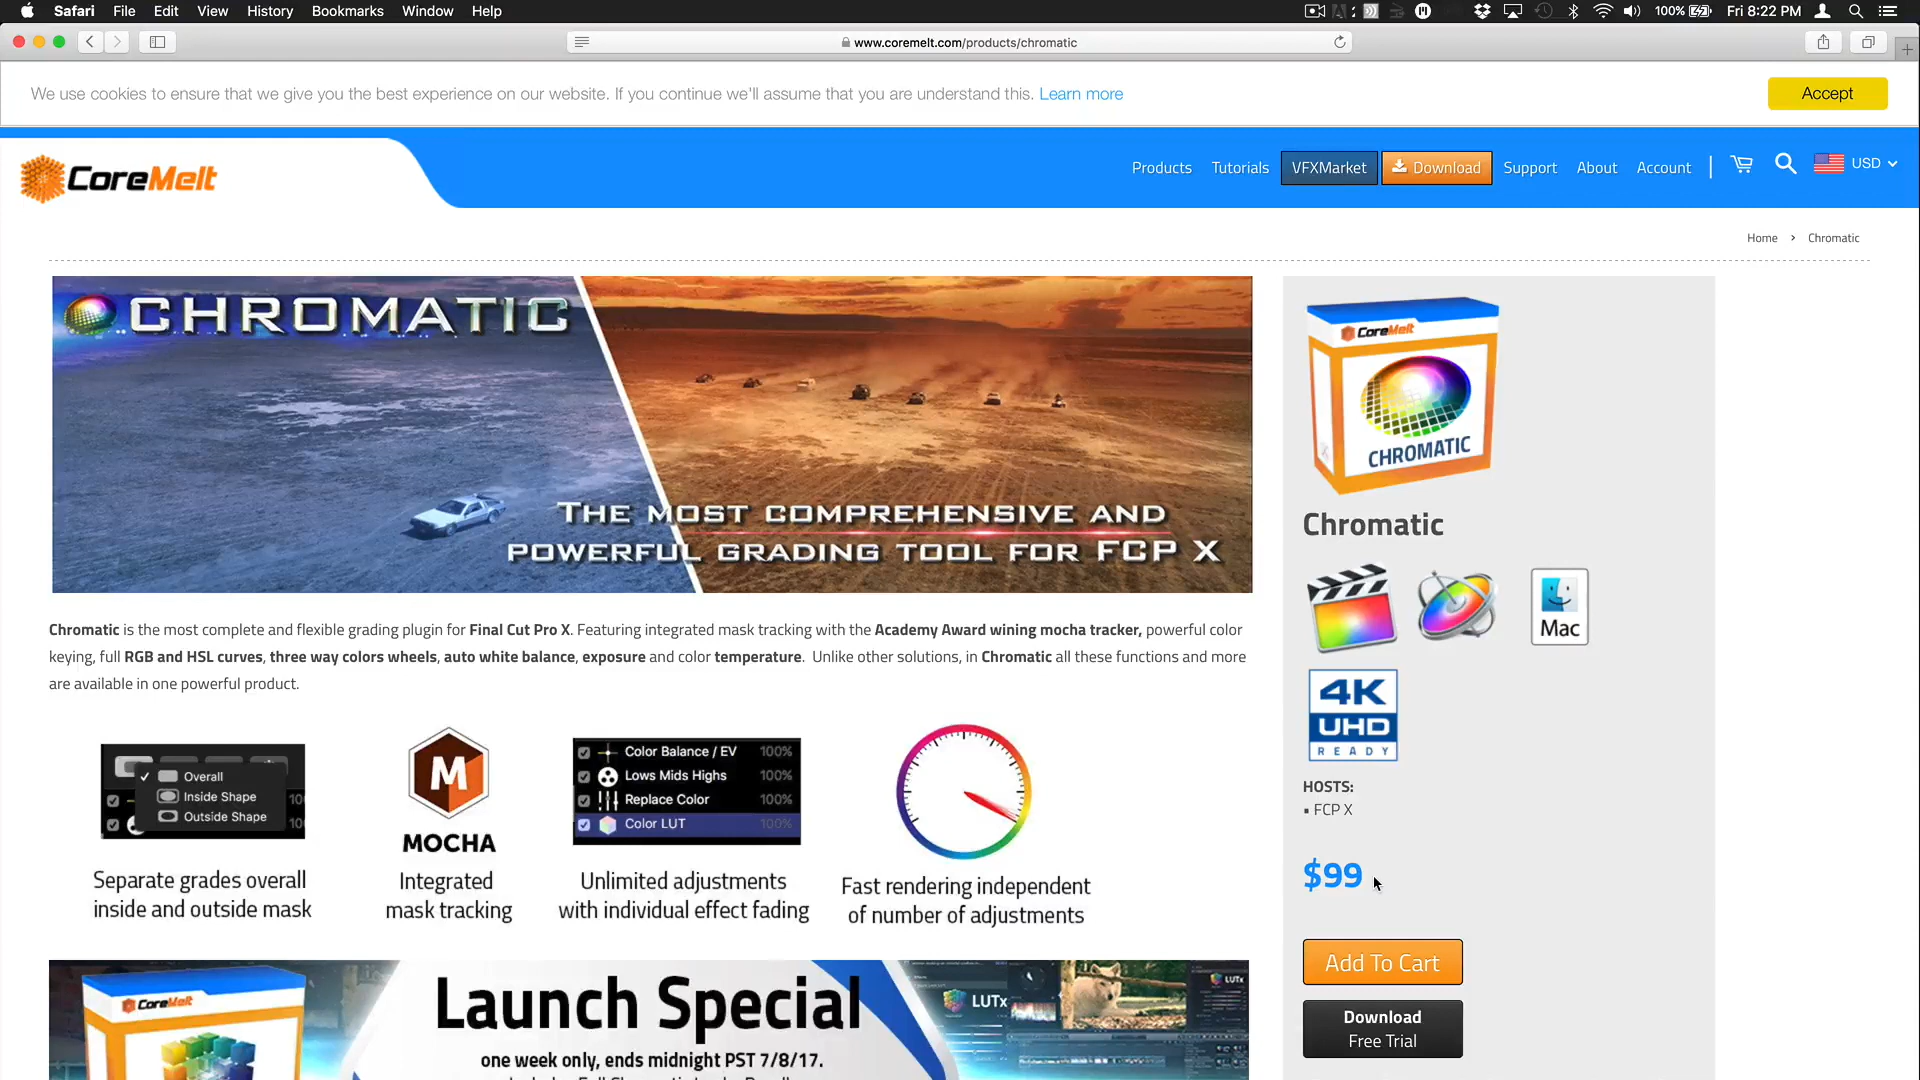 Safari File Edit View History Bookmarks Window Help
100% Fri 8:22 PM
www.coremelt.com/products/chromatic
We use cookies to ensure that we give you the best experience on our website. If you continue we'll assume that you are understand this. Learn more
Accept
CoreMelt
Products Tutorials VFXMarket Download Support About Account USD
Home > Chromatic
CHROMATIC
THE MOST COMPREHENSIVE AND
POWERFUL GRADING TOOL FOR FCP X
Chromatic is the most complete and flexible grading plugin for Final Cut Pro X. Featuring integrated mask tracking with the Academy Award wining mocha tracker, powerful color
keying, full RGB and HSL curves, three way colors wheels, auto white balance, exposure and color temperature. Unlike other solutions, in Chromatic all these functions and more
are available in one powerful product.
Overall
Inside Shape
Outside Shape
Separate grades overall
inside and outside mask
M
MOCHA
Integrated
mask tracking
Color Balance / EV 100%
Lows Mids Highs 100%
Replace Color 100%
Color LUT 100%
Unlimited adjustments
with individual effect fading
Fast rendering independent
of number of adjustments
CoreMelt
Launch Special
one week only, ends midnight PST 7/8/17.
LUTx
LUTx
CoreMelt
CHROMATIC
Chromatic
Mac
4K
UHD
READY
HOSTS:
▪ FCP X
$99
Add To Cart
Download
Free Trial